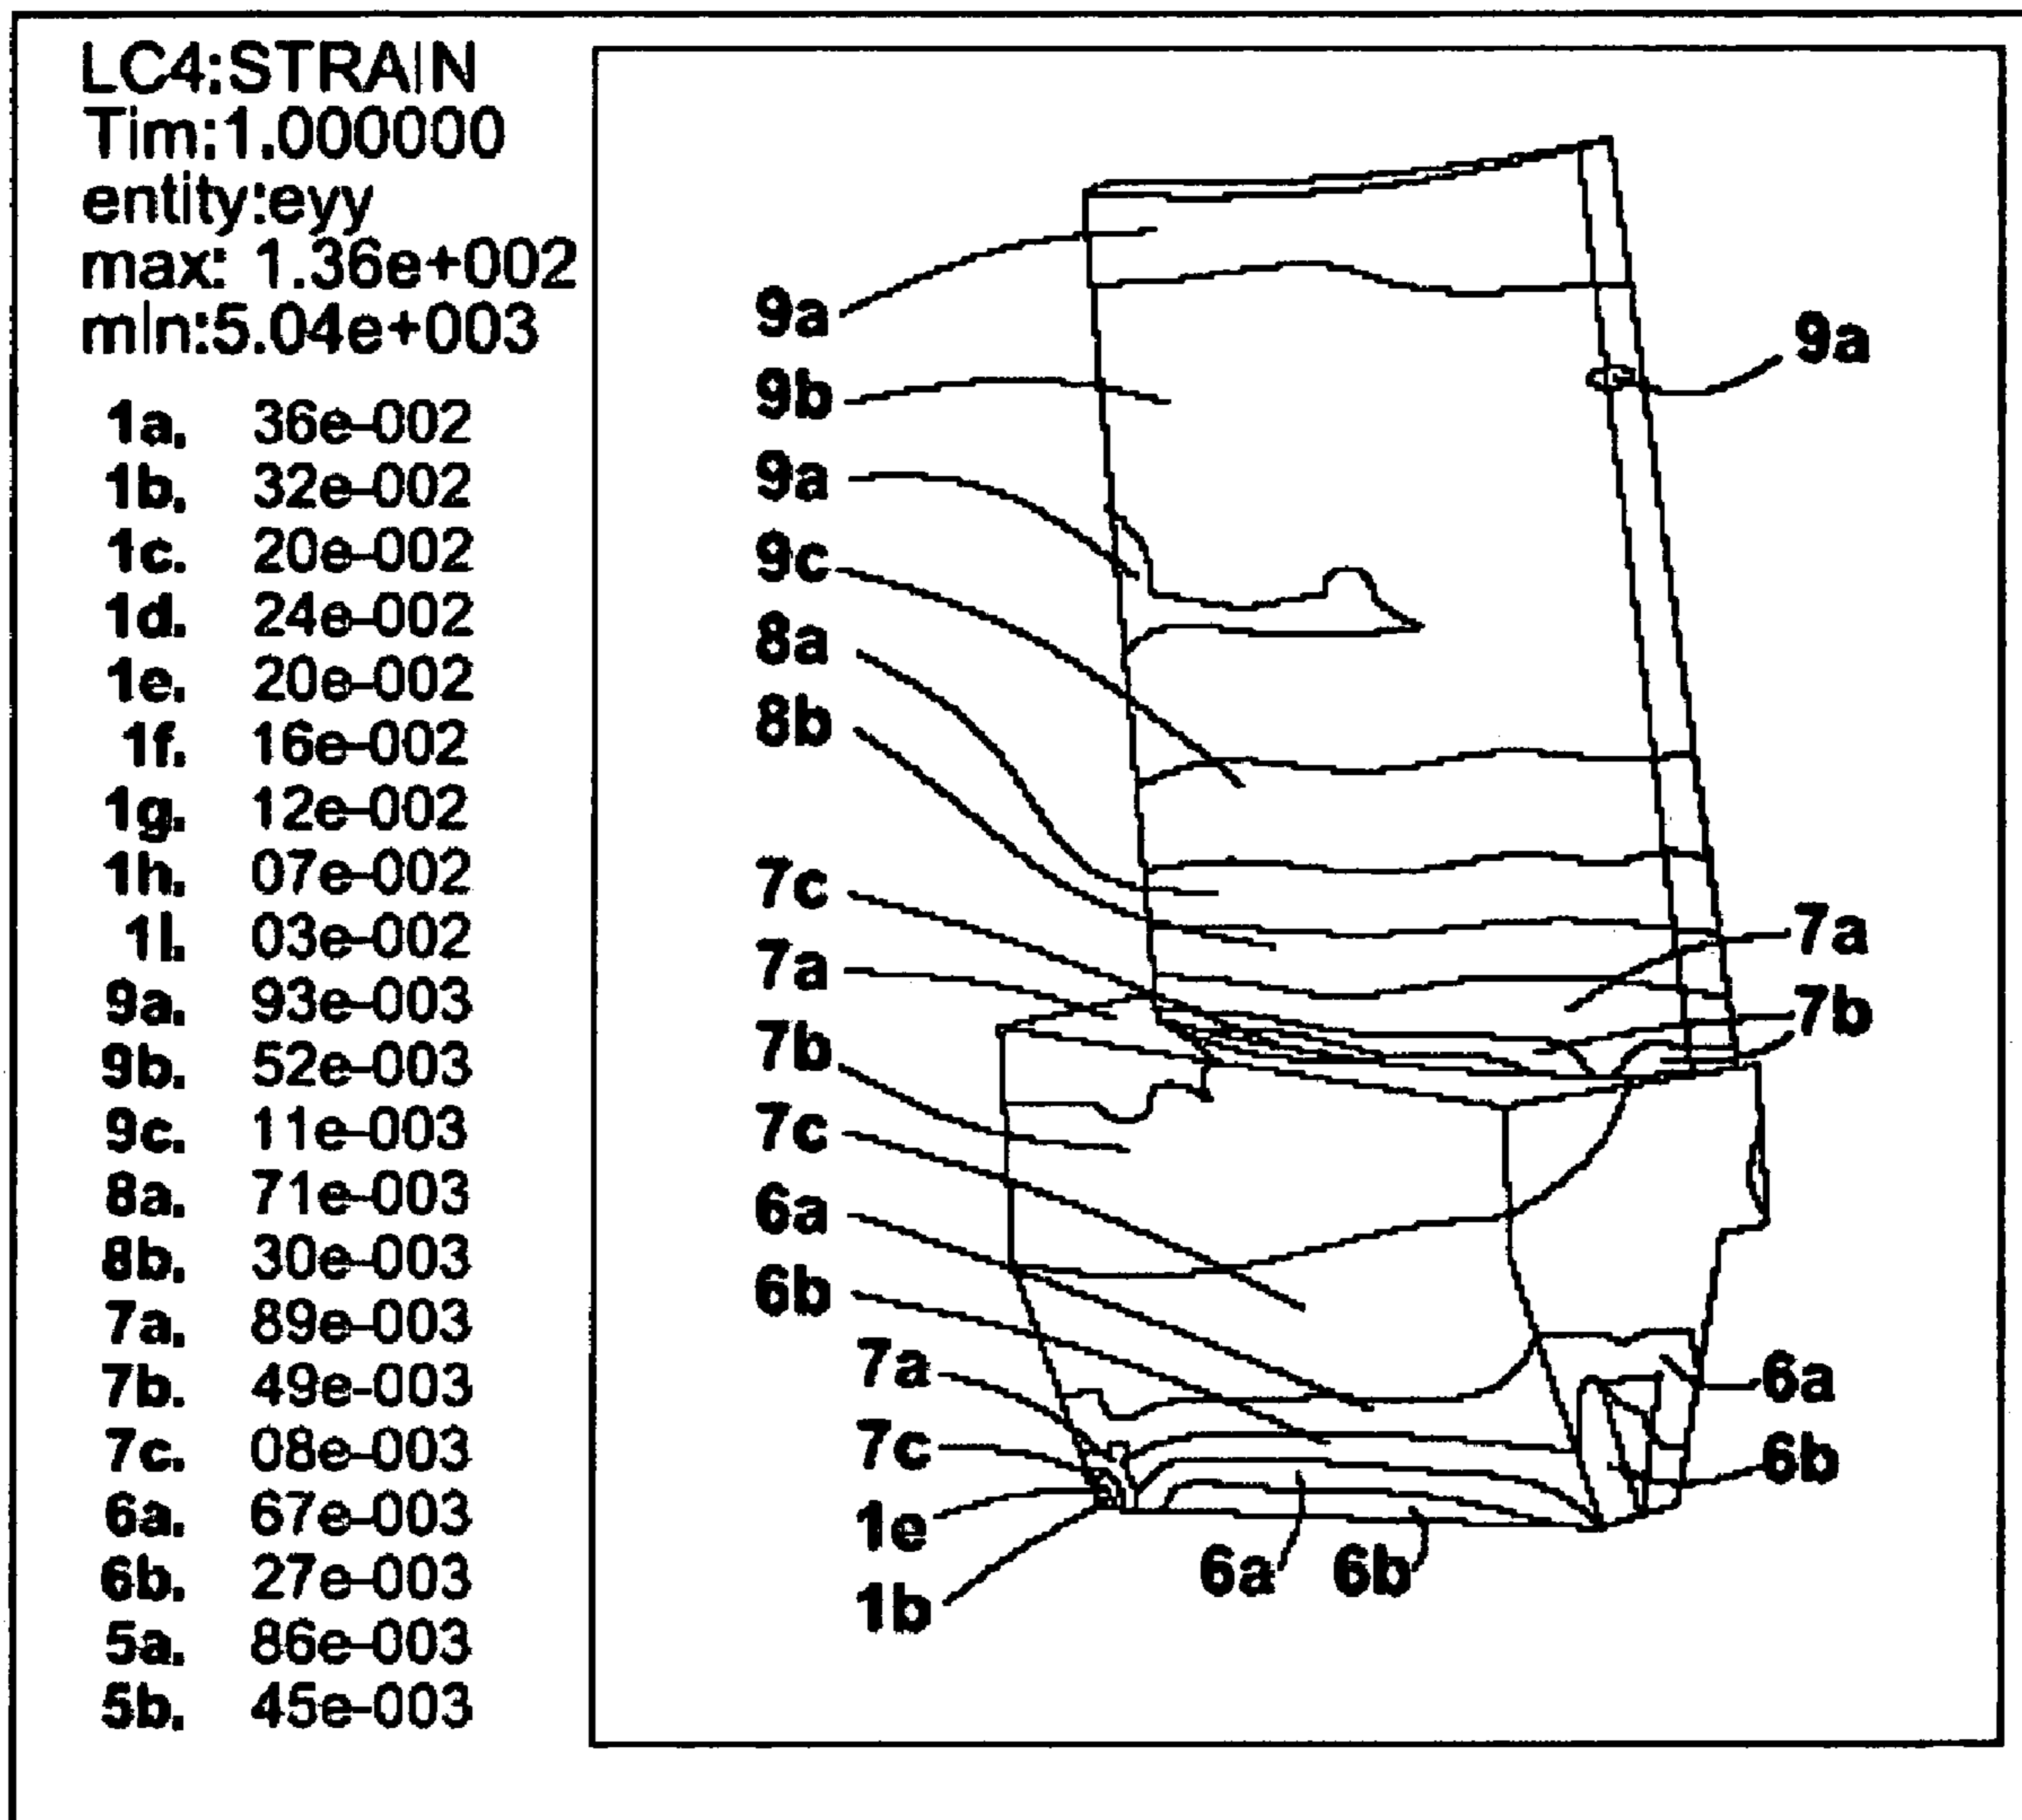 LC4:STRAIN
Tim:1.000000
entity:eyy
max: 1.36e+002
mIn:5.04e+003
1a. 36e-002
1b. 32e-002
1c. 20e-002
1d. 24e-002
1e. 20e-002
1f. 16e-002
1g. 12e-002
1h. 07e-002
1l. 03e-002
9a. 93e-003
9b. 52e-003
9c. 11e-003
8a. 71e-003
8b. 30e-003
7a. 89e-003
7b. 49e-003
7c. 08e-003
6a. 67e-003
6b. 27e-003
5a. 86e-003
5b. 45e-003
9a
9b
9a
9c
8a
8b
7c
7a
7b
7c
6a
6b
7a
7c
1e
1b
6a
6b
9a
7a
7b
6a
6b